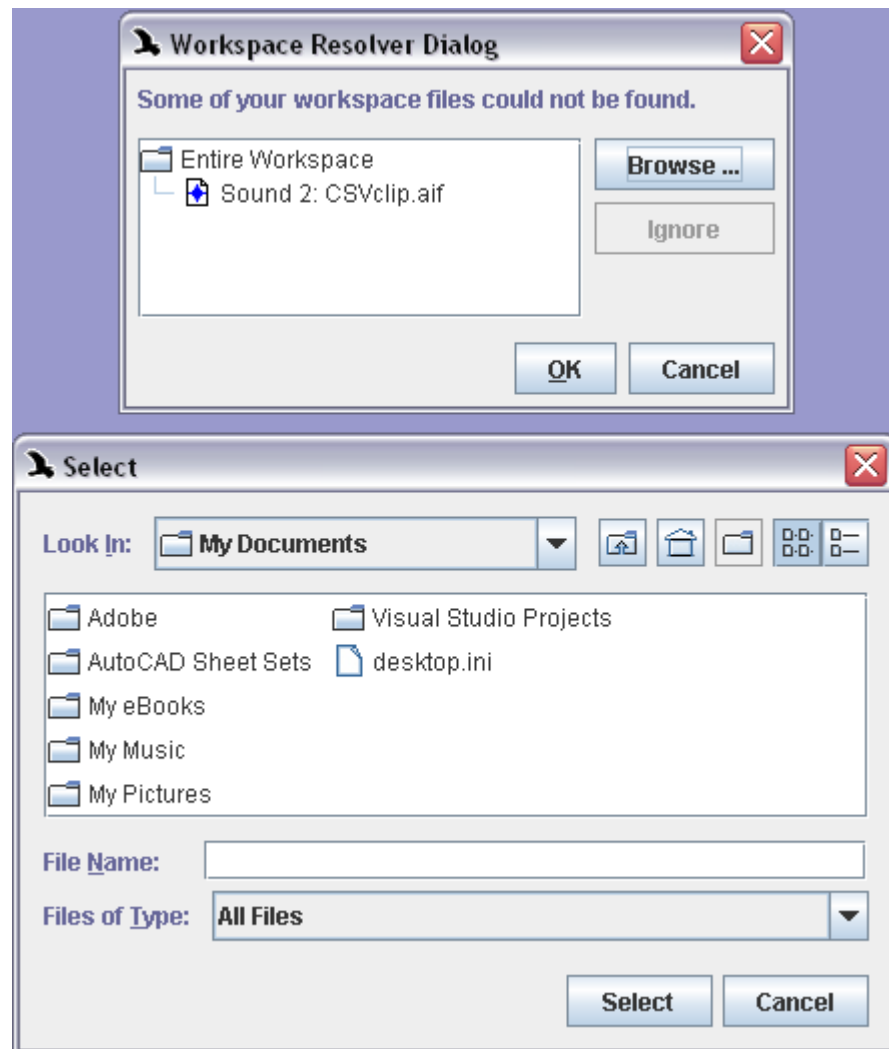 Workspace Resolver Dialog
Some of your workspace files could not be found.
Entire Workspace
Sound 2: CSVclip.aif
Browse ...
Ignore
OK
Cancel
Select
Look In:
My Documents
Adobe
AutoCAD Sheet Sets
My eBooks
My Music
My Pictures
Visual Studio Projects
desktop.ini
File Name:
Files of Type:
All Files
Select
Cancel